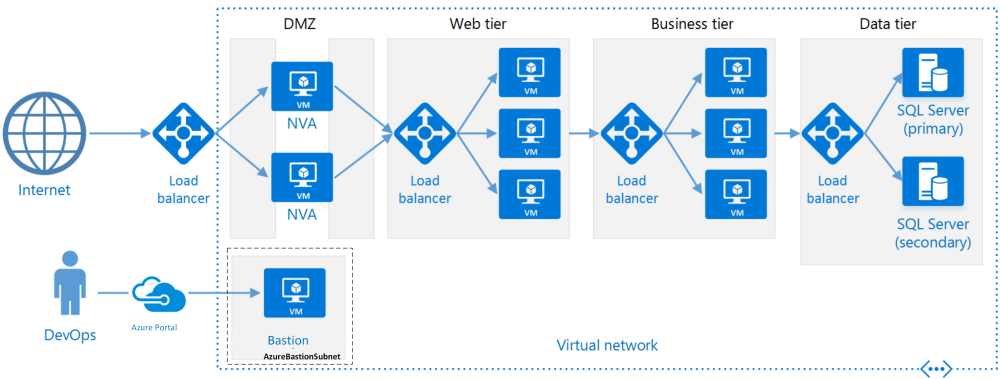 DMZ
Web tier
Business tier
Data tier
VM
NVA
VM
NVA
VM
VM
VM
VM
VM
VM
SQL Server
(primary)
SQL Server
(secondary)
Internet
Load
balancer
Load
balancer
Load
balancer
Load
balancer
DevOps
Azure Portal
VM
Bastion
AzureBastionSubnet
Virtual network